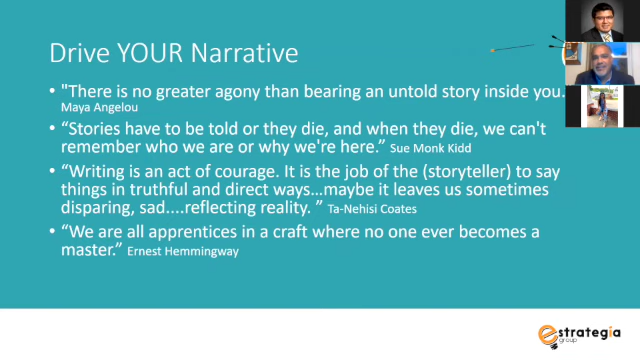 Drive YOUR Narrative
• "There is no greater agony than bearing an untold story inside you.
Maya Angelou
• “Stories have to be told or they die, and when they die, we can't
remember who we are or why we're here.” Sue Monk Kidd
• “Writing is an act of courage. It is the job of the (storyteller) to say
things in truthful and direct ways…maybe it leaves us sometimes
disparing, sad....reflecting reality. ” Ta-Nehisi Coates
• “We are all apprentices in a craft where no one ever becomes a
master.” Ernest Hemmingway
estrategia
group